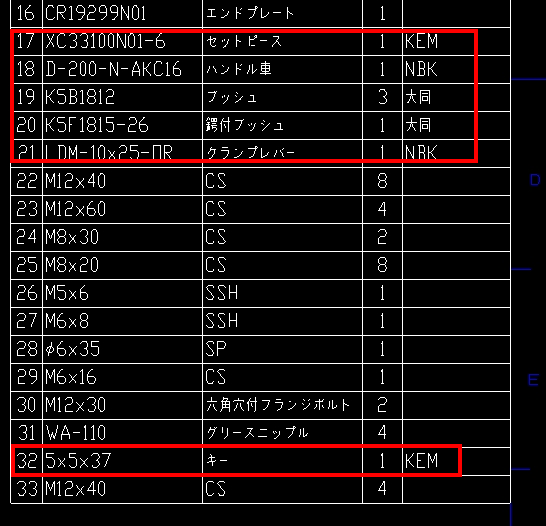 16 CR19299N01 エンドプレート 1
17 XC33100N01-6 セットピース 1 KEM
18 D-200-N-AKC16 ハンドル車 1 NBK
19 K5B1812 ブッシュ 3 大同
20 K5F1815-26 鍔付ブッシュ 1 大同
21 LDM-10x25-ПR クランプレバー 1 NBK
22 M12x40 CS 8
23 M12x60 CS 4
24 M8x30 CS 2
25 M8x20 CS 8
26 M5x6 SSH 1
27 M6x8 SSH 1
28 φ6x35 SP 1
29 M6x16 CS 1
30 M12x30 六角穴付フランジボルト 2
31 WA-110 グリースニップル 4
32 5x5x37 キー 1 KEM
33 M12x40 CS 4
D
E